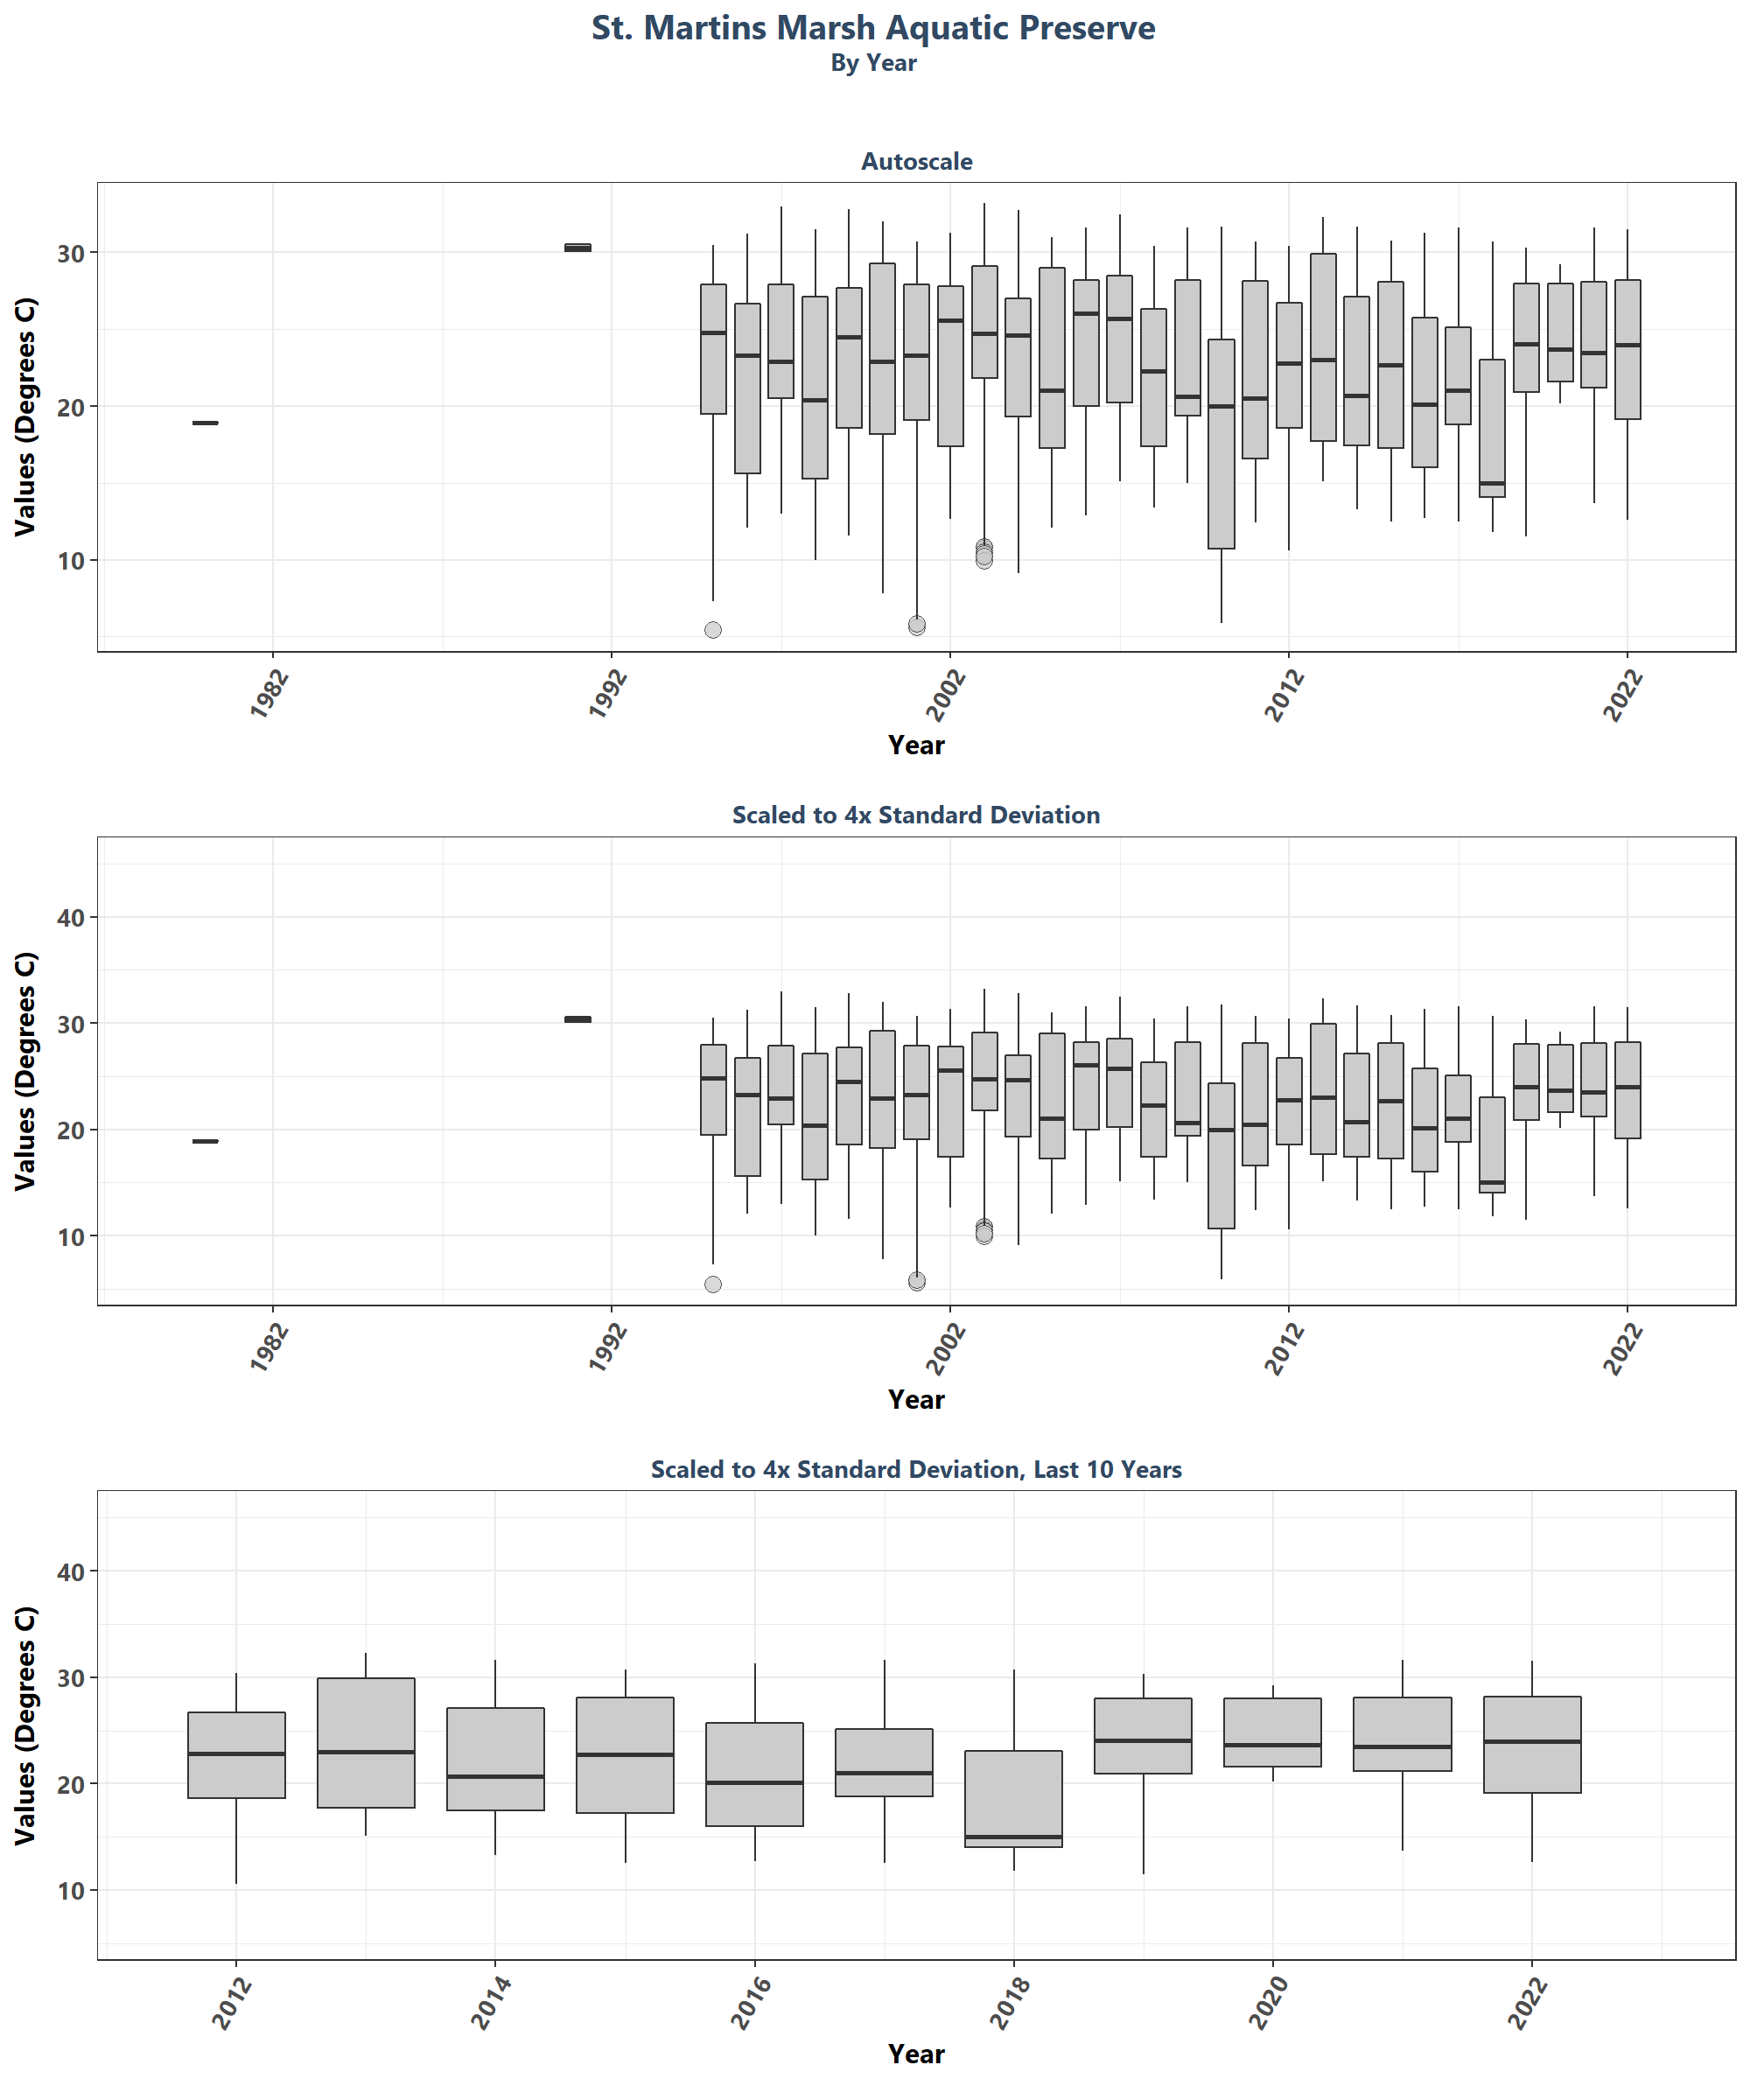 St. Martins Marsh Aquatic Preserve
By Year
Autoscale
Values (Degrees C)
30
20
10
1982
1992
2002
2012
2022
Year
Scaled to 4x Standard Deviation
Values (Degrees C)
40
30
20
10
1982
1992
2002
2012
2022
Year
Scaled to 4x Standard Deviation, Last 10 Years
Values (Degrees C)
40
30
20
10
2012
2014
2016
2018
2020
2022
Year